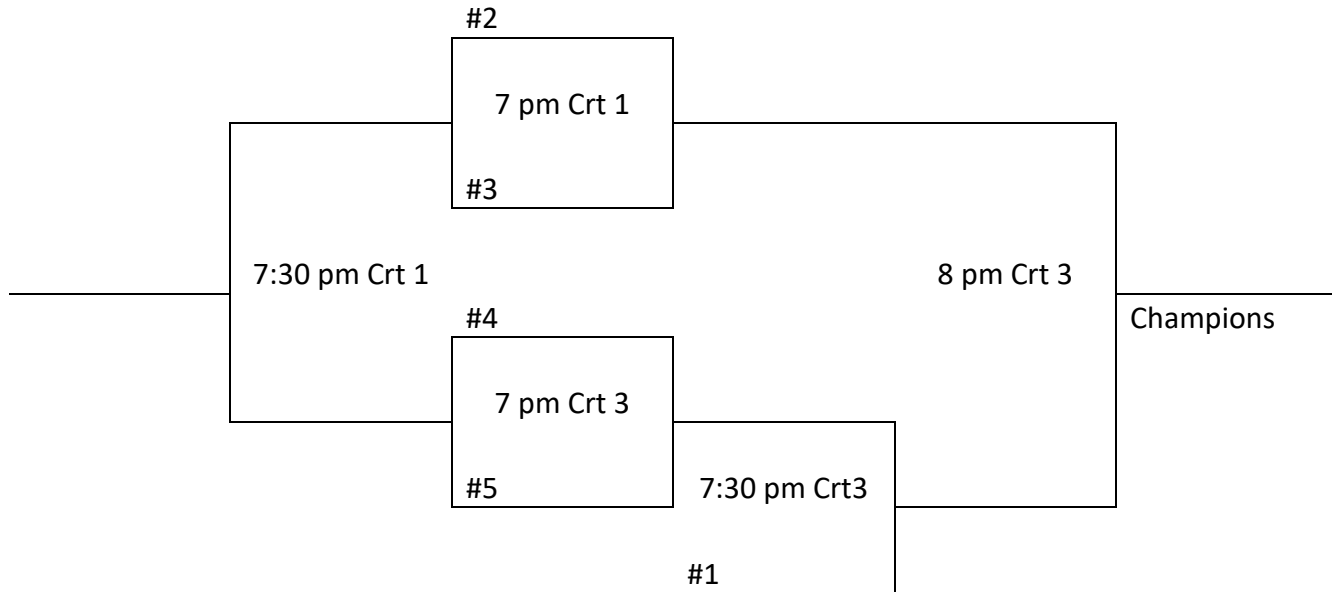 #2
7 pm Crt 1
#3
7:30 pm Crt 1
8 pm Crt 3
#4
Champions
7 pm Crt 3
#5
7:30 pm Crt3
#1